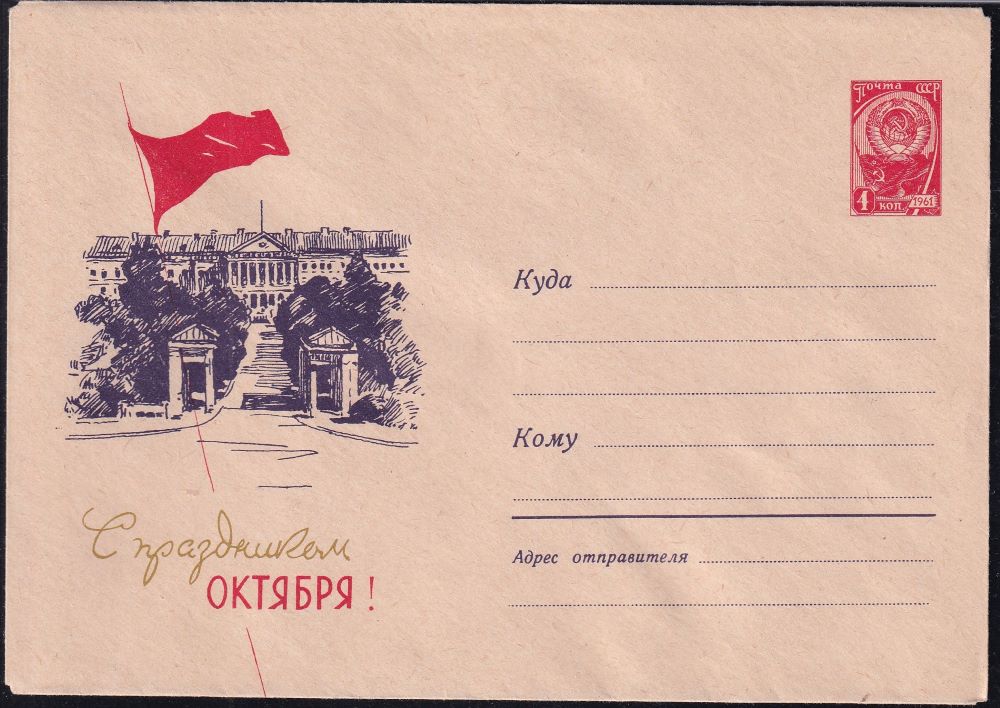 Почта СССР
4 коп. 1961
Куда
Кому
С праздником
ОКТЯБРЯ!
Адрес отправителя